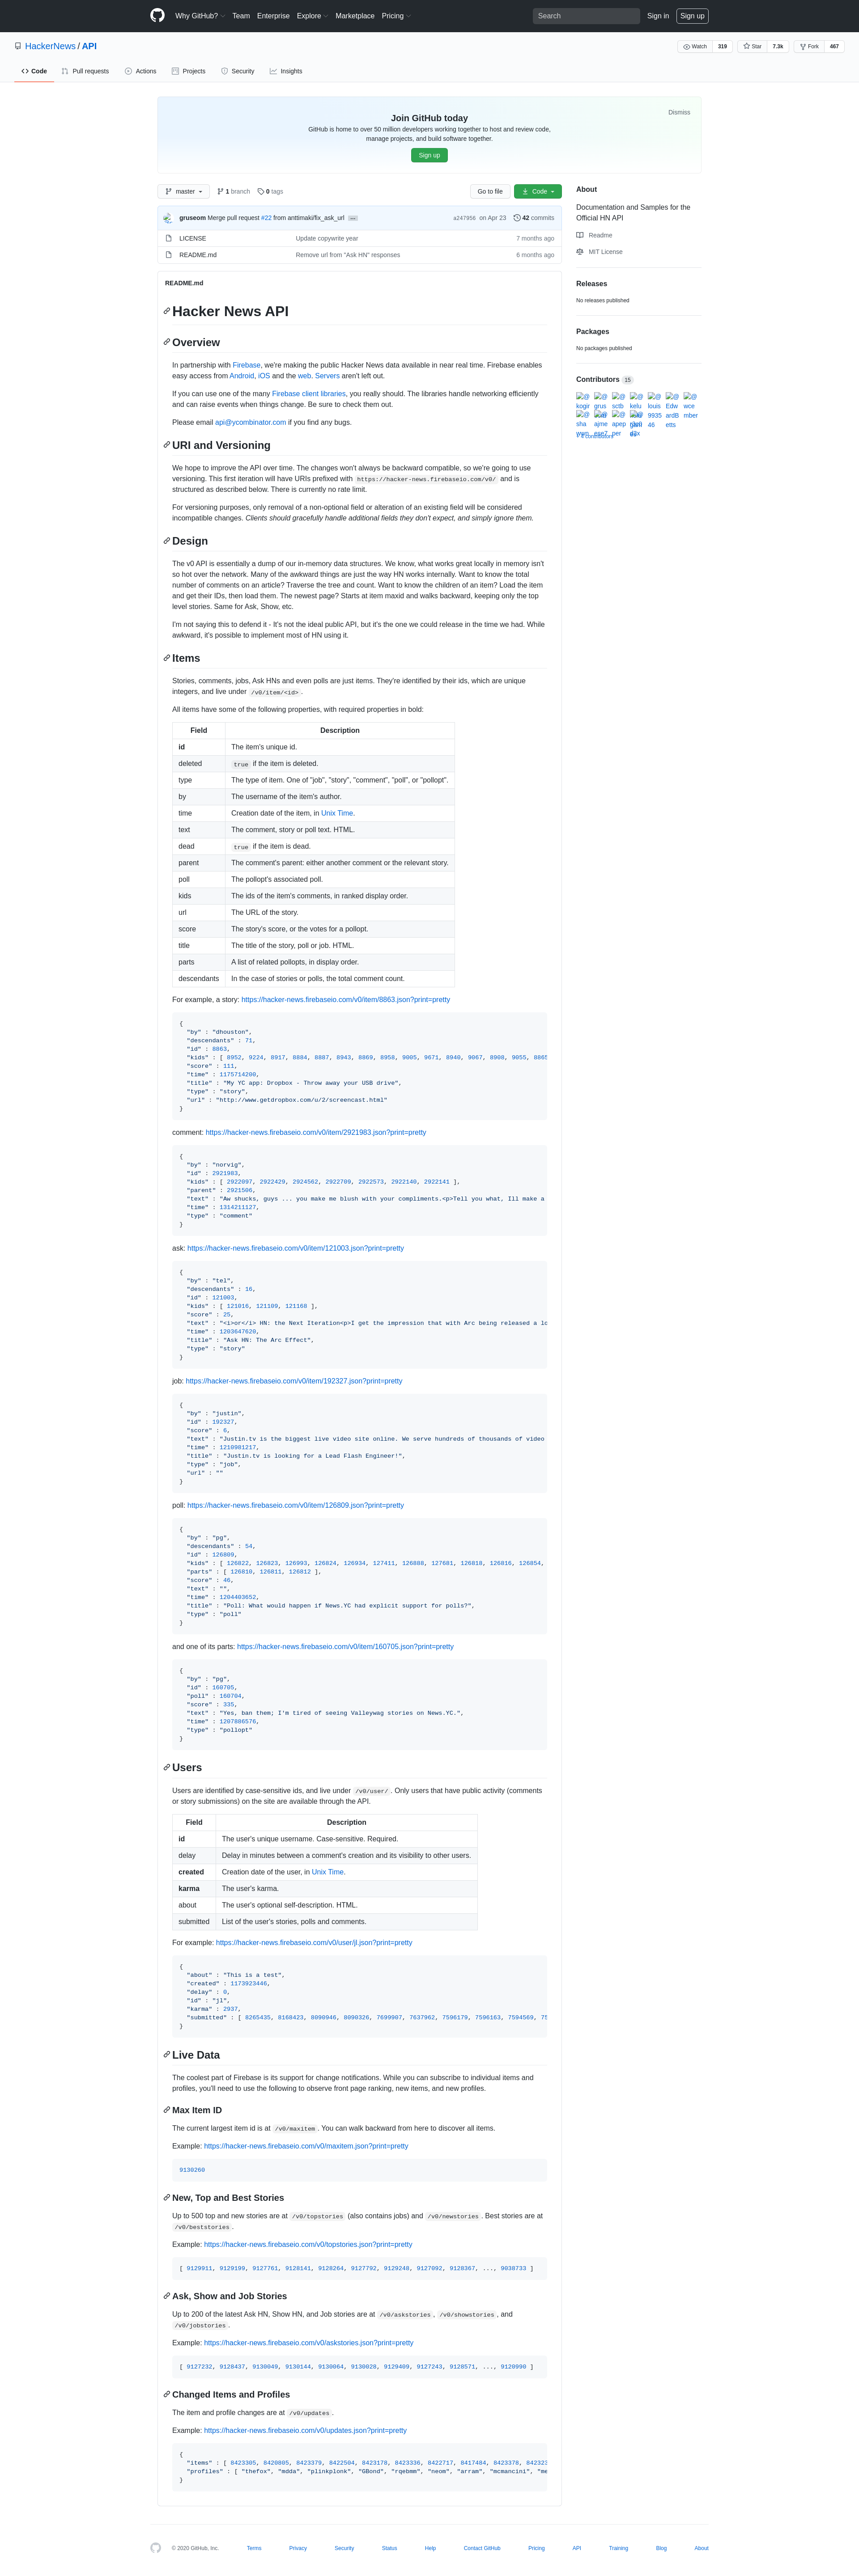 Why GitHub? Team Enterprise Explore Marketplace Pricing Search Sign in Sign up
HackerNews / API Watch 319 Star 7.3k Fork 467
Code Pull requests Actions Projects Security Insights
Join GitHub today
Dismiss
GitHub is home to over 50 million developers working together to host and review code,
manage projects, and build software together.
Sign up
master 1 branch 0 tags Go to file Code
gruseom Merge pull request #22 from anttimaki/fix_ask_url ... a247956 on Apr 23 42 commits
LICENSE Update copywrite year 7 months ago
README.md Remove url from "Ask HN" responses 6 months ago
About
Documentation and Samples for the
Official HN API
Readme
MIT License
Releases
No releases published
Packages
No packages published
Contributors 15
README.md
Hacker News API
Overview
In partnership with Firebase, we're making the public Hacker News data available in near real time. Firebase enables
easy access from Android, iOS and the web. Servers aren't left out.
If you can use one of the many Firebase client libraries, you really should. The libraries handle networking efficiently
and can raise events when things change. Be sure to check them out.
Please email api@ycombinator.com if you find any bugs.
URI and Versioning
We hope to improve the API over time. The changes won't always be backward compatible, so we're going to use
versioning. This first iteration will have URIs prefixed with https://hacker-news.firebaseio.com/v0/ and is
structured as described below. There is currently no rate limit.
For versioning purposes, only removal of a non-optional field or alteration of an existing field will be considered
incompatible changes. Clients should gracefully handle additional fields they don't expect, and simply ignore them.
Design
The v0 API is essentially a dump of our in-memory data structures. We know, what works great locally in memory isn't
so hot over the network. Many of the awkward things are just the way HN works internally. Want to know the total
number of comments on an article? Traverse the tree and count. Want to know the children of an item? Load the item
and get their IDs, then load them. The newest page? Starts at item maxid and walks backward, keeping only the top
level stories. Same for Ask, Show, etc.
I'm not saying this to defend it - It's not the ideal public API, but it's the one we could release in the time we had. While
awkward, it's possible to implement most of HN using it.
Items
Stories, comments, jobs, Ask HNs and even polls are just items. They're identified by their ids, which are unique
integers, and live under /v0/item/<id> .
All items have some of the following properties, with required properties in bold:
Field Description
id The item's unique id.
deleted true if the item is deleted.
type The type of item. One of "job", "story", "comment", "poll", or "pollopt".
by The username of the item's author.
time Creation date of the item, in Unix Time.
text The comment, story or poll text. HTML.
dead true if the item is dead.
parent The comment's parent: either another comment or the relevant story.
poll The pollopt's associated poll.
kids The ids of the item's comments, in ranked display order.
url The URL of the story.
score The story's score, or the votes for a pollopt.
title The title of the story, poll or job. HTML.
parts A list of related pollopts, in display order.
descendants In the case of stories or polls, the total comment count.
For example, a story: https://hacker-news.firebaseio.com/v0/item/8863.json?print=pretty
{
"by" : "dhouston",
"descendants" : 71,
"id" : 8863,
"kids" : [ 8952, 9224, 8917, 8884, 8887, 8943, 8869, 8958, 9005, 9671, 8940, 9067, 8908, 9055, 8865
"score" : 111,
"time" : 1175714200,
"title" : "My YC app: Dropbox - Throw away your USB drive",
"type" : "story",
"url" : "http://www.getdropbox.com/u/2/screencast.html"
}
comment: https://hacker-news.firebaseio.com/v0/item/2921983.json?print=pretty
{
"by" : "norvig",
"id" : 2921983,
"kids" : [ 2922097, 2922429, 2924562, 2922709, 2922573, 2922140, 2922141 ],
"parent" : 2921506,
"text" : "Aw shucks, guys ... you make me blush with your compliments.<p>Tell you what, Ill make a
"time" : 1314211127,
"type" : "comment"
}
ask: https://hacker-news.firebaseio.com/v0/item/121003.json?print=pretty
{
"by" : "tel",
"descendants" : 16,
"id" : 121003,
"kids" : [ 121016, 121109, 121168 ],
"score" : 25,
"text" : "<i>or</i> HN: the Next Iteration<p>I get the impression that with Arc being released a lo
"time" : 1203647620,
"title" : "Ask HN: The Arc Effect",
"type" : "story"
}
job: https://hacker-news.firebaseio.com/v0/item/192327.json?print=pretty
{
"by" : "justin",
"id" : 192327,
"score" : 6,
"text" : "Justin.tv is the biggest live video site online. We serve hundreds of thousands of video
"time" : 1210981217,
"title" : "Justin.tv is looking for a Lead Flash Engineer!",
"type" : "job",
"url" : ""
}
poll: https://hacker-news.firebaseio.com/v0/item/126809.json?print=pretty
{
"by" : "pg",
"descendants" : 54,
"id" : 126809,
"kids" : [ 126822, 126823, 126993, 126824, 126934, 127411, 126888, 127681, 126818, 126816, 126854,
"parts" : [ 126810, 126811, 126812 ],
"score" : 46,
"text" : "",
"time" : 1204403652,
"title" : "Poll: What would happen if News.YC had explicit support for polls?",
"type" : "poll"
}
and one of its parts: https://hacker-news.firebaseio.com/v0/item/160705.json?print=pretty
{
"by" : "pg",
"id" : 160705,
"poll" : 160704,
"score" : 335,
"text" : "Yes, ban them; I'm tired of seeing Valleywag stories on News.YC.",
"time" : 1207886576,
"type" : "pollopt"
}
Users
Users are identified by case-sensitive ids, and live under /v0/user/ . Only users that have public activity (comments
or story submissions) on the site are available through the API.
Field Description
id The user's unique username. Case-sensitive. Required.
delay Delay in minutes between a comment's creation and its visibility to other users.
created Creation date of the user, in Unix Time.
karma The user's karma.
about The user's optional self-description. HTML.
submitted List of the user's stories, polls and comments.
For example: https://hacker-news.firebaseio.com/v0/user/jl.json?print=pretty
{
"about" : "This is a test",
"created" : 1173923446,
"delay" : 0,
"id" : "jl",
"karma" : 2937,
"submitted" : [ 8265435, 8168423, 8090946, 8090326, 7699907, 7637962, 7596179, 7596163, 7594569, 75
}
Live Data
The coolest part of Firebase is its support for change notifications. While you can subscribe to individual items and
profiles, you'll need to use the following to observe front page ranking, new items, and new profiles.
Max Item ID
The current largest item id is at /v0/maxitem . You can walk backward from here to discover all items.
Example: https://hacker-news.firebaseio.com/v0/maxitem.json?print=pretty
9130260
New, Top and Best Stories
Up to 500 top and new stories are at /v0/topstories (also contains jobs) and /v0/newstories . Best stories are at
/v0/beststories .
Example: https://hacker-news.firebaseio.com/v0/topstories.json?print=pretty
[ 9129911, 9129199, 9127761, 9128141, 9128264, 9127792, 9129248, 9127092, 9128367, ..., 9038733 ]
Ask, Show and Job Stories
Up to 200 of the latest Ask HN, Show HN, and Job stories are at /v0/askstories , /v0/showstories , and
/v0/jobstories .
Example: https://hacker-news.firebaseio.com/v0/askstories.json?print=pretty
[ 9127232, 9128437, 9130049, 9130144, 9130064, 9130028, 9129409, 9127243, 9128571, ..., 9120990 ]
Changed Items and Profiles
The item and profile changes are at /v0/updates .
Example: https://hacker-news.firebaseio.com/v0/updates.json?print=pretty
{
"items" : [ 8423305, 8420805, 8423379, 8422504, 8423178, 8423336, 8422717, 8417484, 8423378, 842323
"profiles" : [ "thefox", "mdda", "plinkplonk", "GBond", "rqebmm", "neom", "arram", "mcmancini", "me
}
© 2020 GitHub, Inc. Terms Privacy Security Status Help Contact GitHub Pricing API Training Blog About